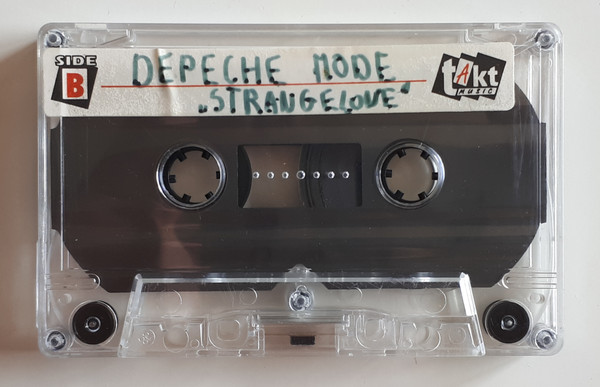 SIDE
B
DEPECHE MODE
„STRANGELOVE"
tAkt
MUSIC